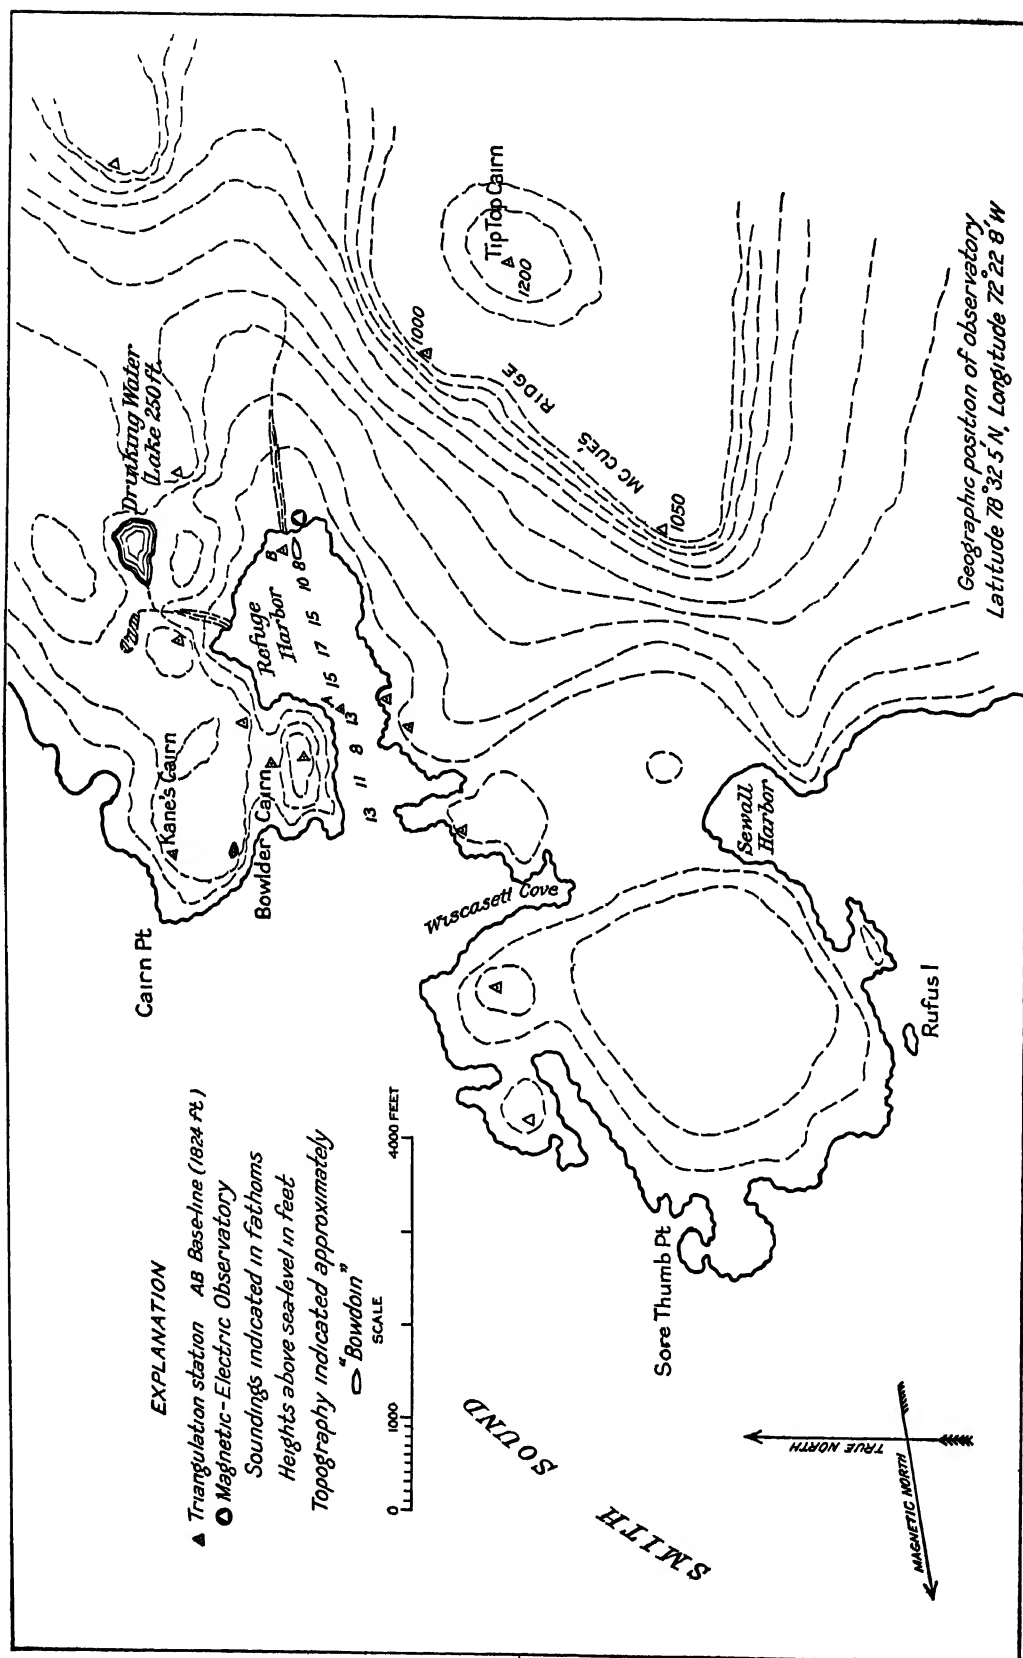 EXPLANATION
Triangulation station AB Base-line (1824 ft)
Magnetic-Electric Observatory
Soundings indicated in fathoms
Heights above sea-level in feet
Topography indicated approximately
"Bowdoin"
SCALE
0 1000 4000 FEET
Cairn Pt
Kane's Cairn
Bowlder Cairn
Drinking Water
Lake 250 ft.
Refuge
Harbor
A
B
13 11 8 13 15 17 15 10 8
Wiscasett Cove
1000
Tip Top Cairn
1200
MC CUE'S RIDGE
1050
Sewall
Harbor
Rufus I
Sore Thumb Pt
SMITH SOUND
TRUE NORTH
MAGNETIC NORTH
Geographic position of observatory
Latitude 78° 32 5 N, Longitude 72° 22 8' W